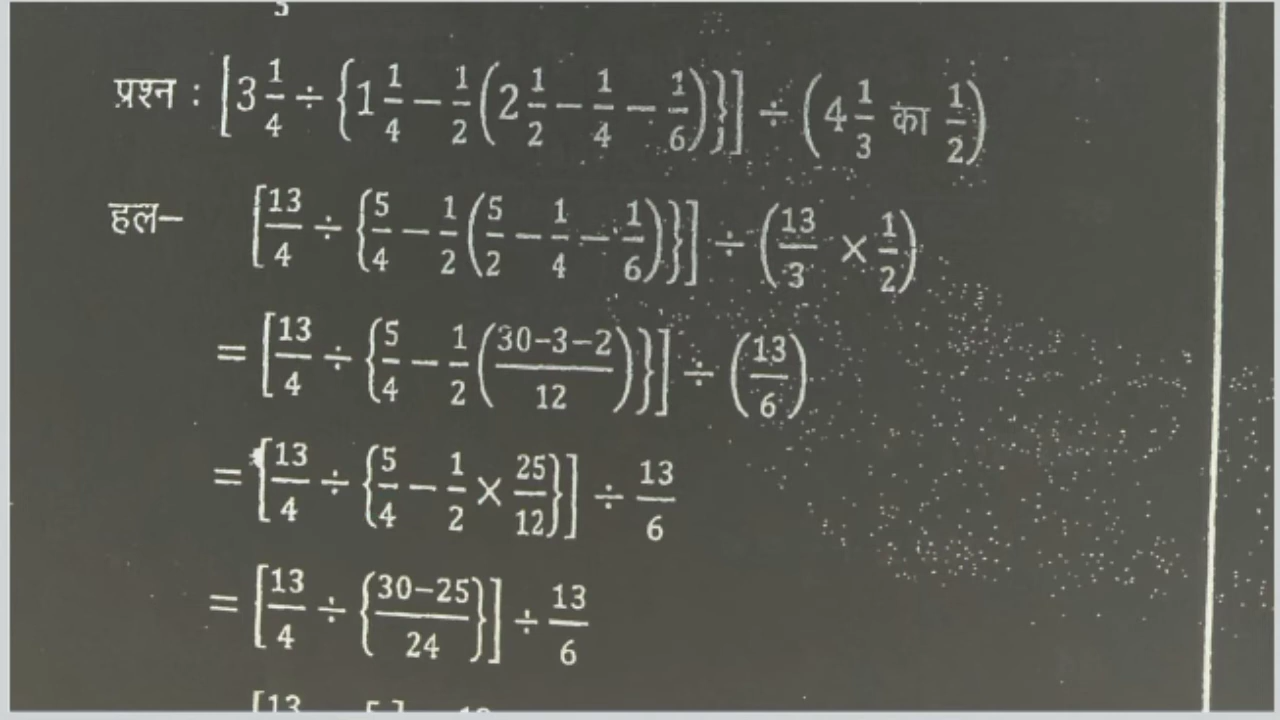 3
प्रश्न : [3 1/4 ÷ {1 1/4 − 1/2 (2 1/2 − 1/4 − 1/6)}] ÷ (4 1/3 का 1/2)
हल− [13/4 ÷ {5/4 − 1/2 (5/2 − 1/4 − 1/6)}] ÷ (13/3 × 1/2)
= [13/4 ÷ {5/4 − 1/2 ((30−3−2)/12)}] ÷ (13/6)
= [13/4 ÷ {5/4 − 1/2 × 25/12}] ÷ 13/6
= [13/4 ÷ {(30−25)/24}] ÷ 13/6
[13 5]